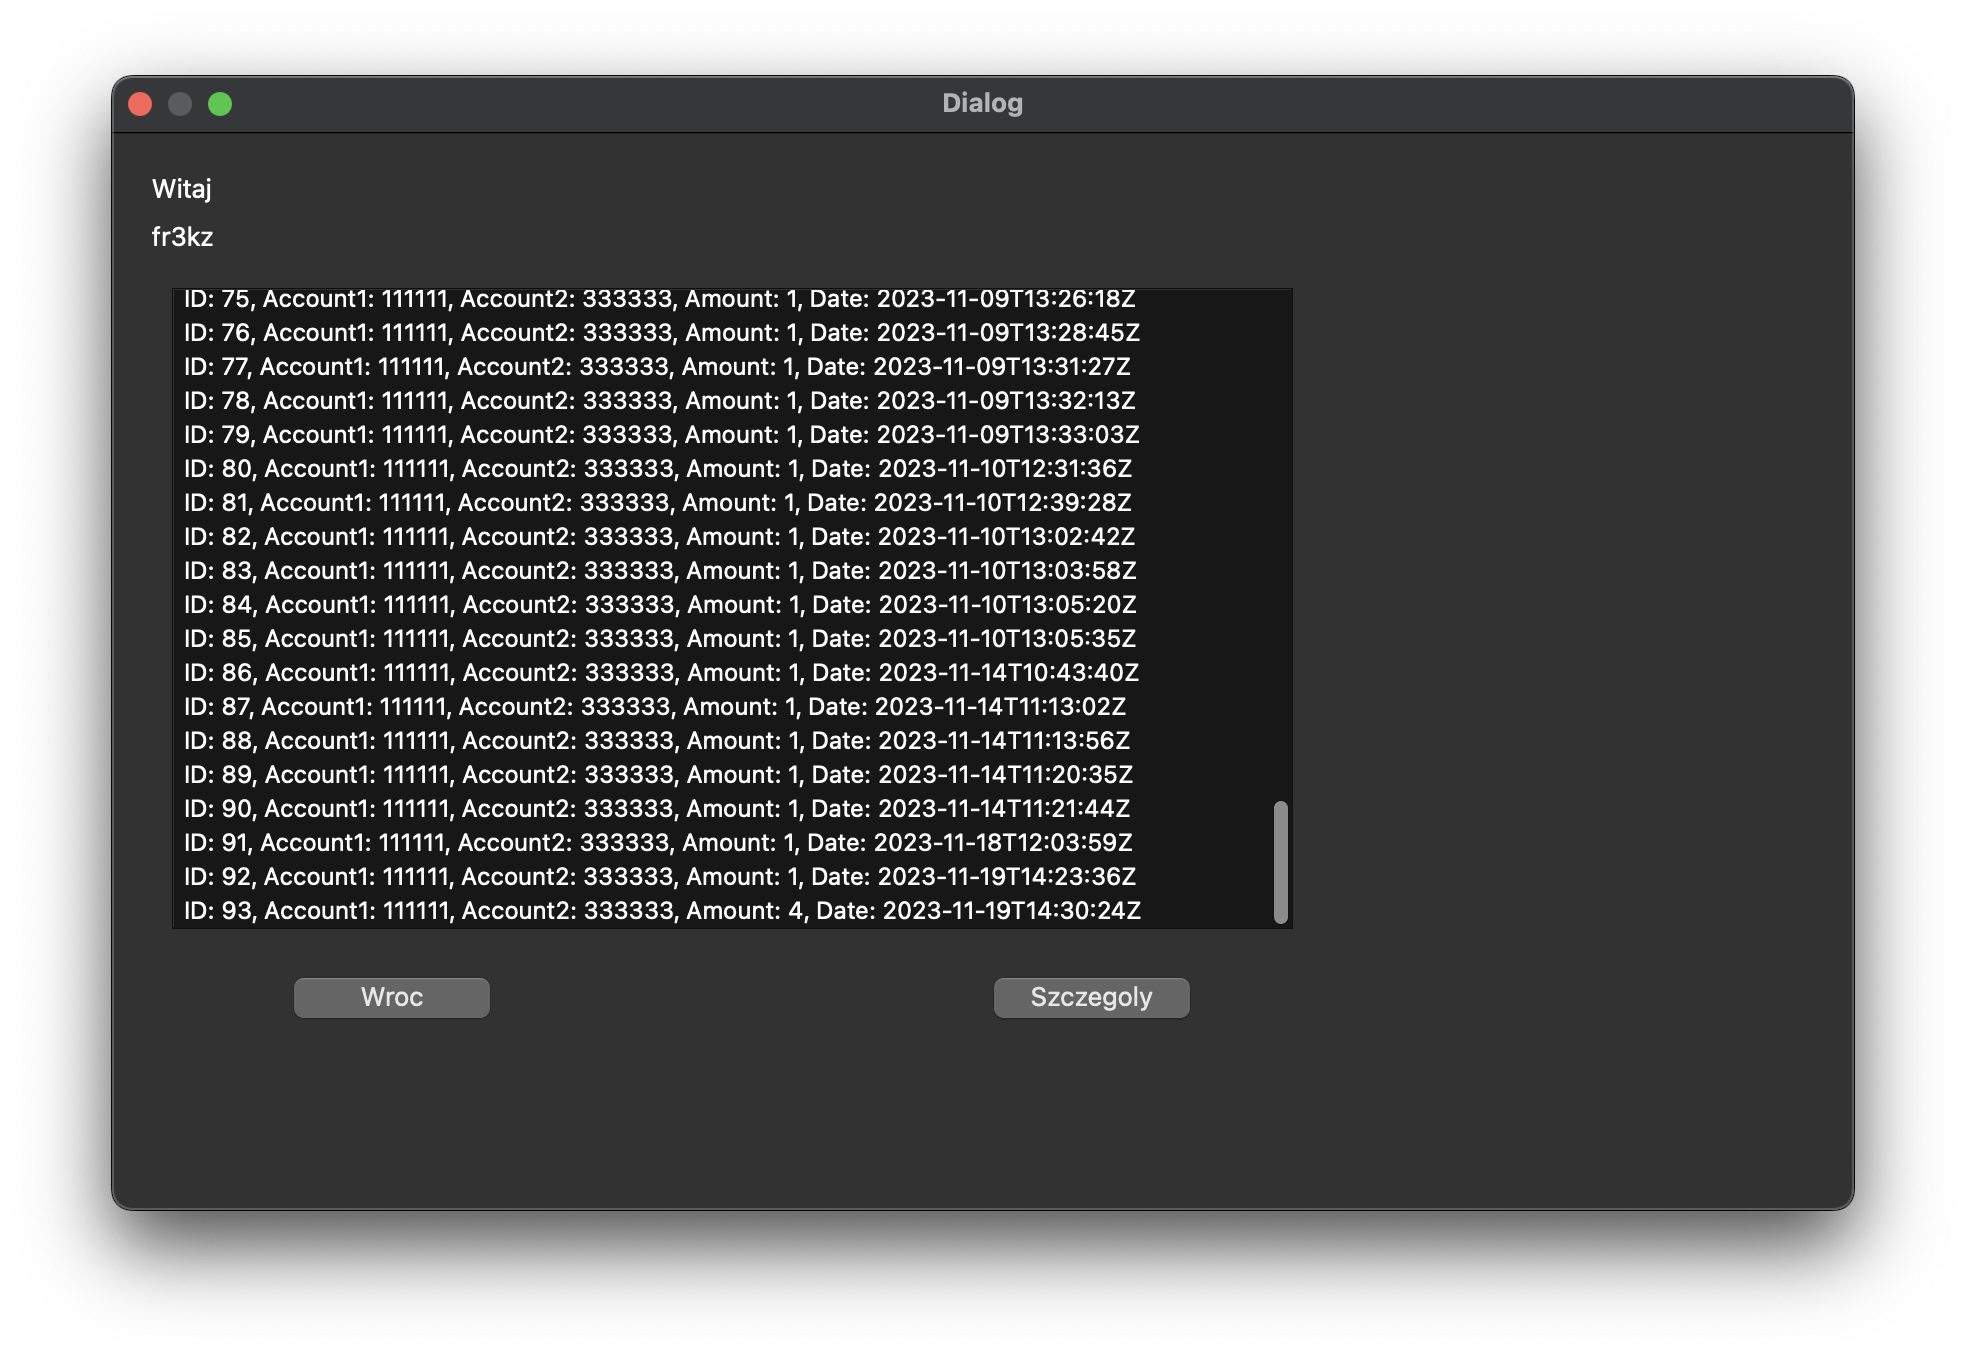 Dialog
Witaj
fr3kz
ID: 75, Account1: 111111, Account2: 333333, Amount: 1, Date: 2023-11-09T13:26:18Z
ID: 76, Account1: 111111, Account2: 333333, Amount: 1, Date: 2023-11-09T13:28:45Z
ID: 77, Account1: 111111, Account2: 333333, Amount: 1, Date: 2023-11-09T13:31:27Z
ID: 78, Account1: 111111, Account2: 333333, Amount: 1, Date: 2023-11-09T13:32:13Z
ID: 79, Account1: 111111, Account2: 333333, Amount: 1, Date: 2023-11-09T13:33:03Z
ID: 80, Account1: 111111, Account2: 333333, Amount: 1, Date: 2023-11-10T12:31:36Z
ID: 81, Account1: 111111, Account2: 333333, Amount: 1, Date: 2023-11-10T12:39:28Z
ID: 82, Account1: 111111, Account2: 333333, Amount: 1, Date: 2023-11-10T13:02:42Z
ID: 83, Account1: 111111, Account2: 333333, Amount: 1, Date: 2023-11-10T13:03:58Z
ID: 84, Account1: 111111, Account2: 333333, Amount: 1, Date: 2023-11-10T13:05:20Z
ID: 85, Account1: 111111, Account2: 333333, Amount: 1, Date: 2023-11-10T13:05:35Z
ID: 86, Account1: 111111, Account2: 333333, Amount: 1, Date: 2023-11-14T10:43:40Z
ID: 87, Account1: 111111, Account2: 333333, Amount: 1, Date: 2023-11-14T11:13:02Z
ID: 88, Account1: 111111, Account2: 333333, Amount: 1, Date: 2023-11-14T11:13:56Z
ID: 89, Account1: 111111, Account2: 333333, Amount: 1, Date: 2023-11-14T11:20:35Z
ID: 90, Account1: 111111, Account2: 333333, Amount: 1, Date: 2023-11-14T11:21:44Z
ID: 91, Account1: 111111, Account2: 333333, Amount: 1, Date: 2023-11-18T12:03:59Z
ID: 92, Account1: 111111, Account2: 333333, Amount: 1, Date: 2023-11-19T14:23:36Z
ID: 93, Account1: 111111, Account2: 333333, Amount: 4, Date: 2023-11-19T14:30:24Z
Wroc
Szczegoly